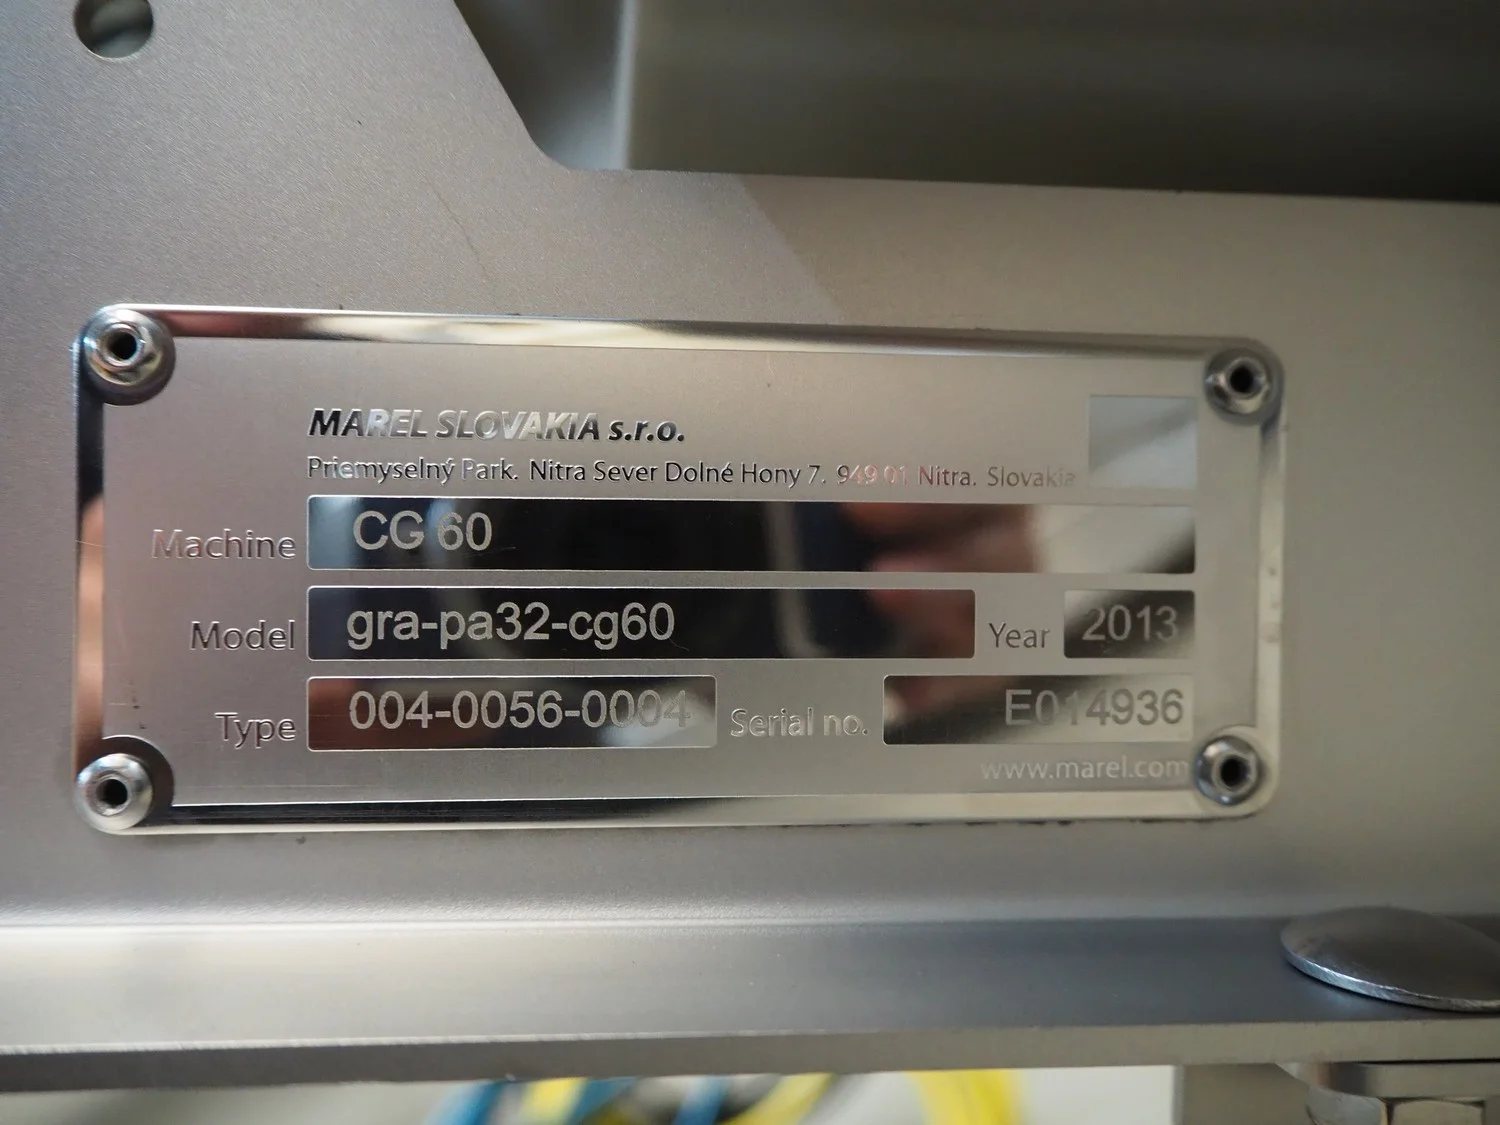 MAREL SLOVAKIA s.r.o.
Priemyselný Park. Nitra Sever Dolné Hony 7. 949 01 Nitra. Slovakia
Machine CG 60
Model gra-pa32-cg60 Year 2013
Type 004-0056-0004 Serial no. E014936
www.marel.com